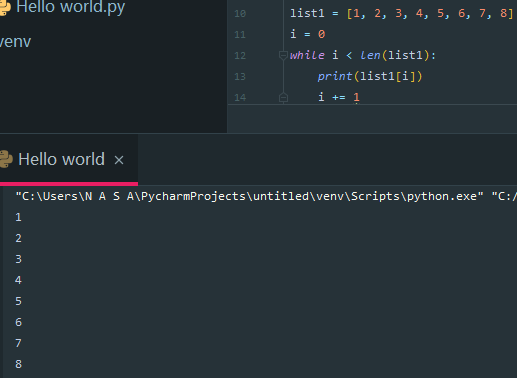 Hello world.py
venv
10 list1 = [1, 2, 3, 4, 5, 6, 7, 8]
11 i = 0
12 while i < len(list1):
13     print(list1[i])
14     i += 1
Hello world ×
"C:\Users\N A S A\PycharmProjects\untitled\venv\Scripts\python.exe" "C:/
1
2
3
4
5
6
7
8